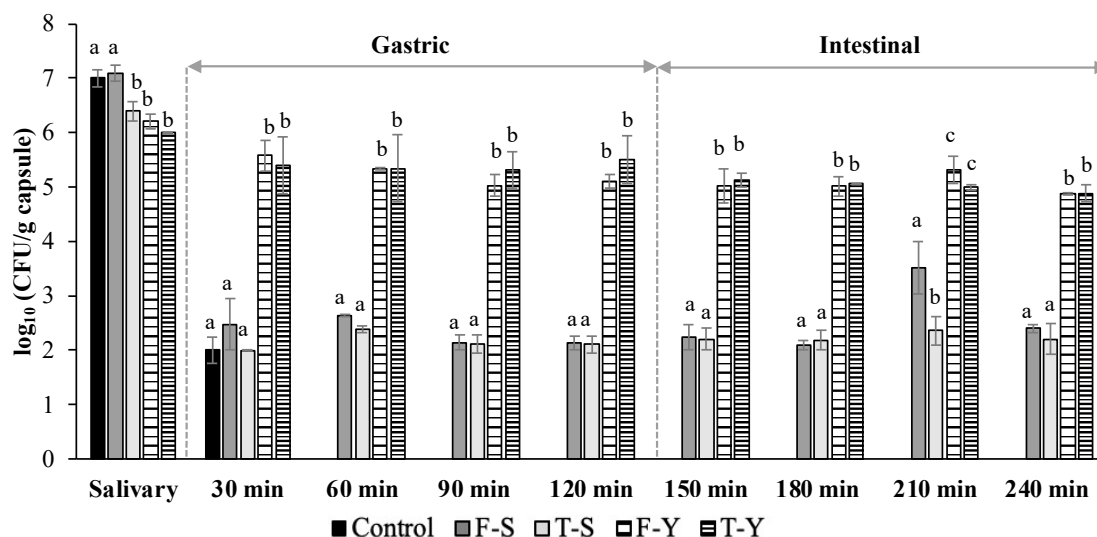 log₁₀ (CFU/g capsule)
8
7
6
5
4
3
2
1
0
Gastric
Intestinal
a a b b b
a a a b b
a a b b
a a b b
a a b b
a a b b
a a b b
a b c c
a a b b
Salivary 30 min 60 min 90 min 120 min 150 min 180 min 210 min 240 min
Control F-S T-S F-Y T-Y